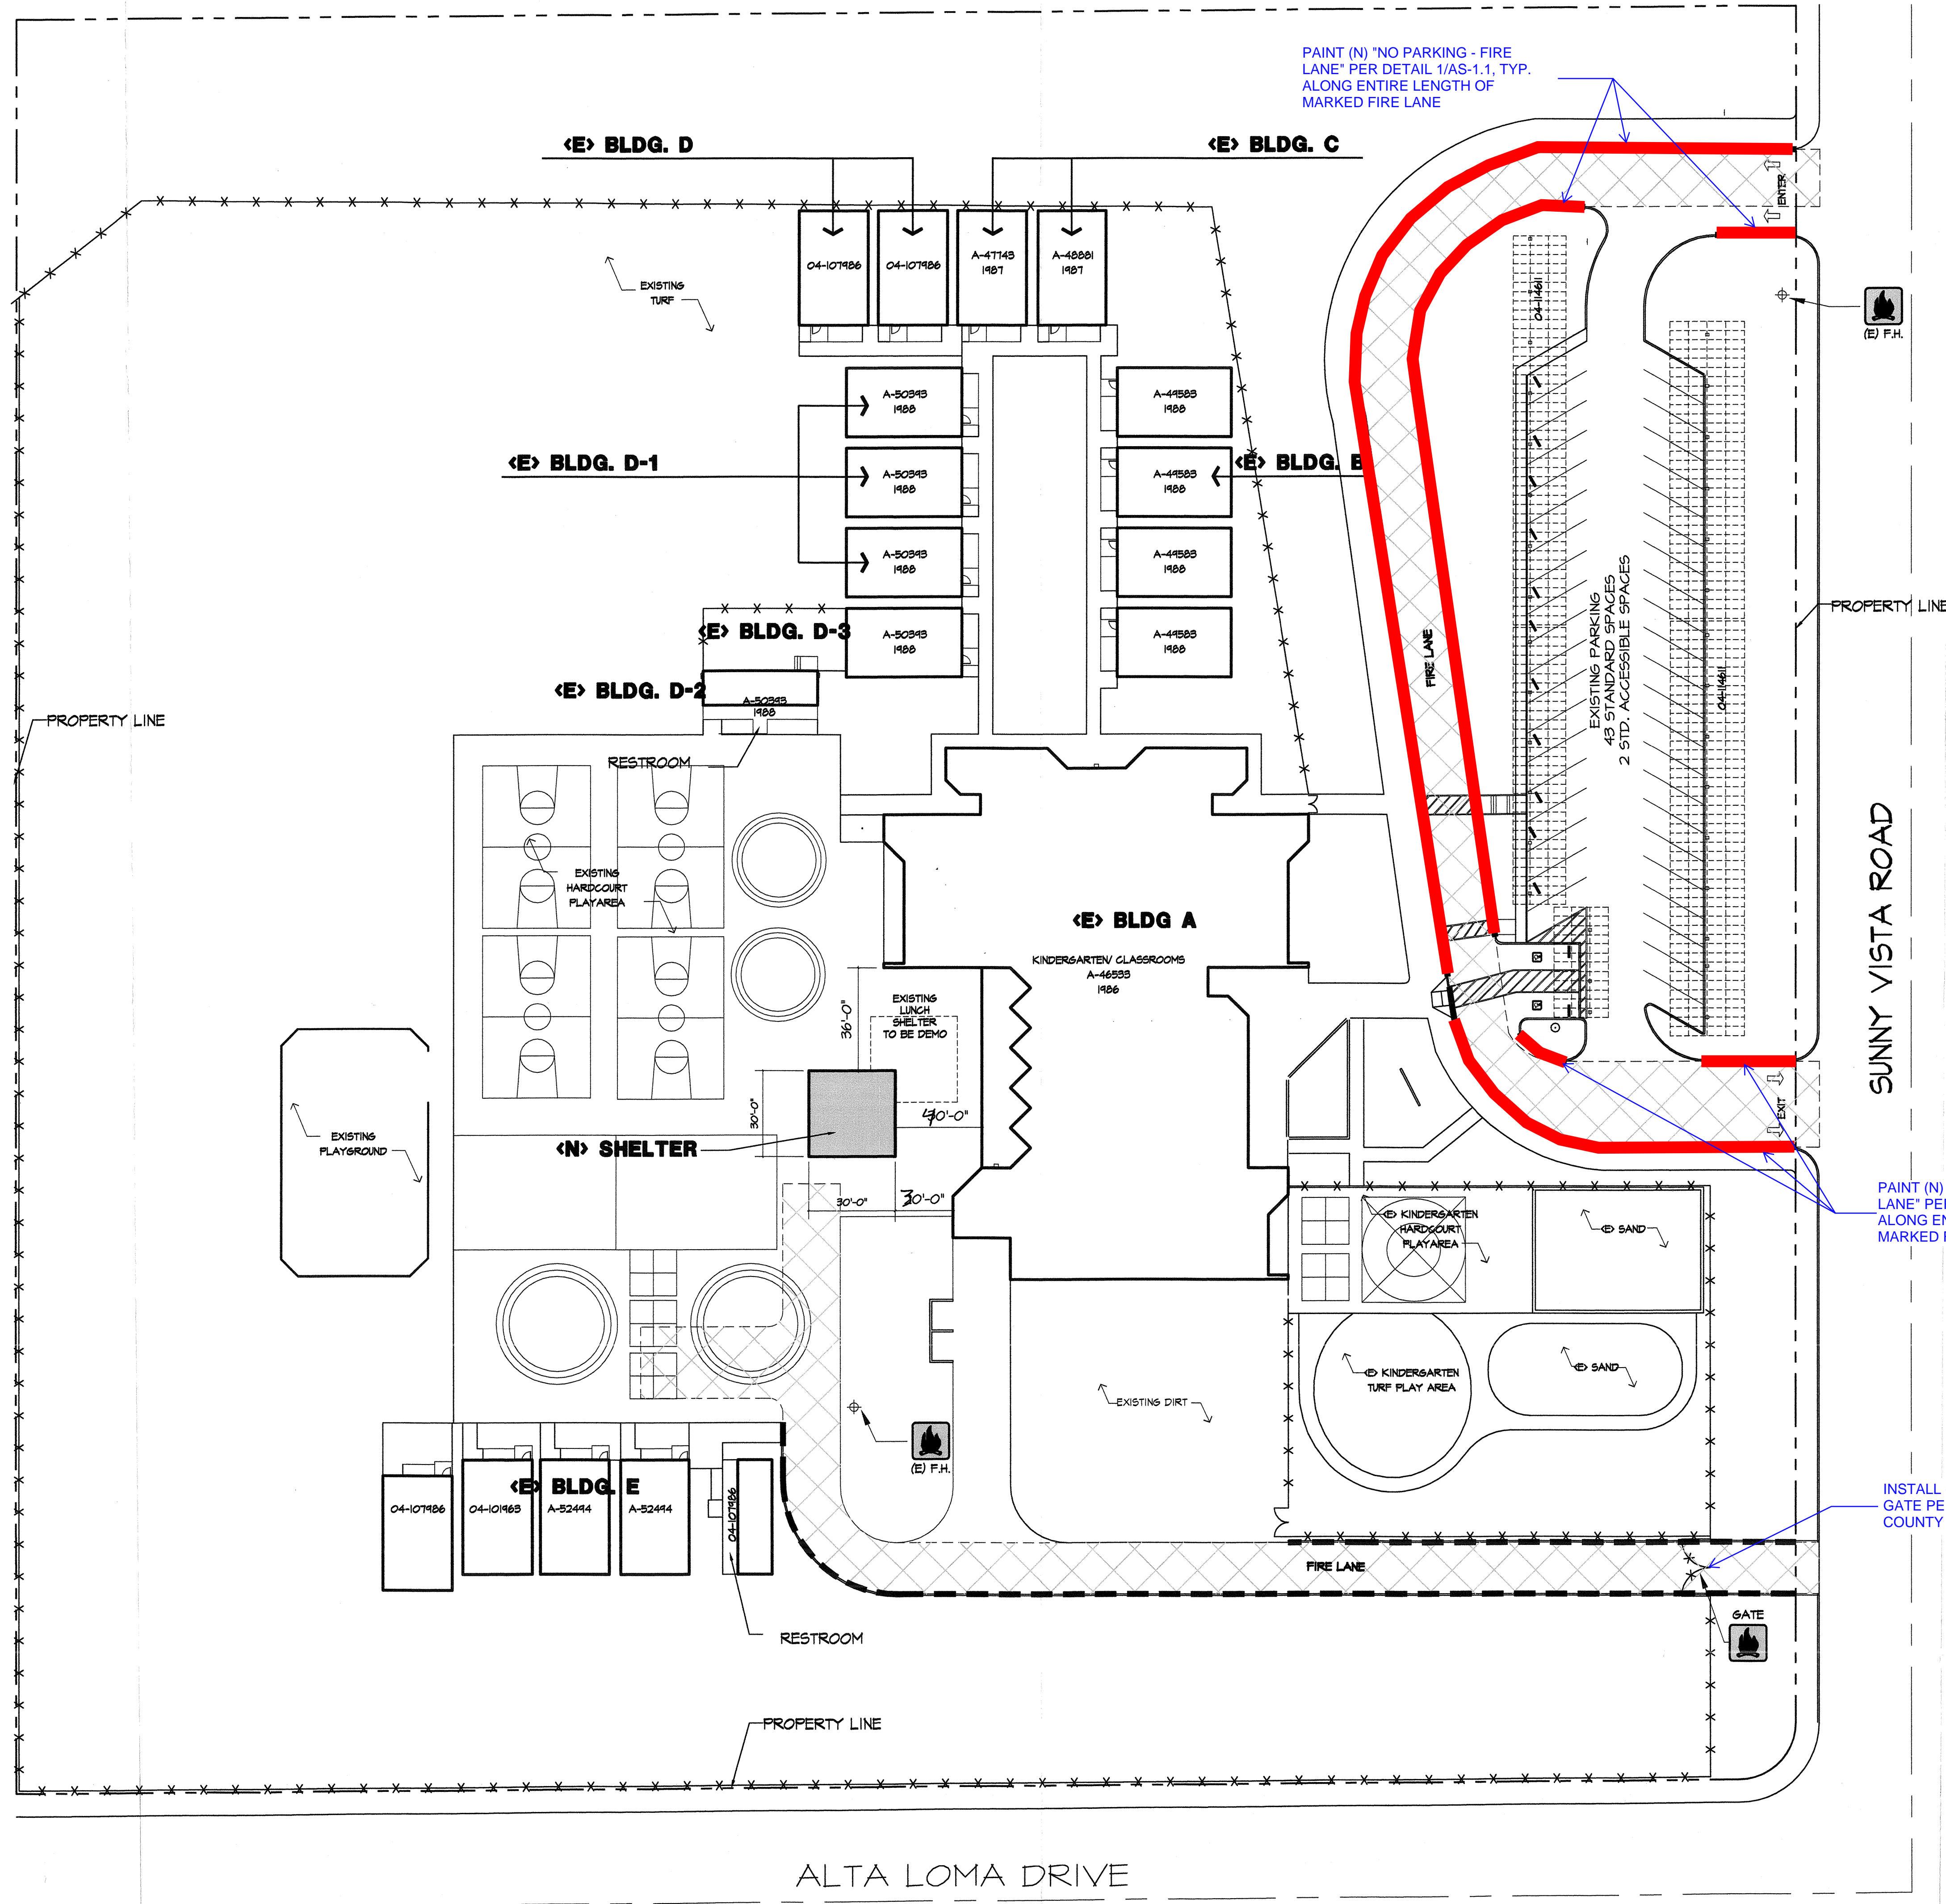 PAINT (N) "NO PARKING - FIRE
LANE" PER DETAIL 1/AS-1.1, TYP.
ALONG ENTIRE LENGTH OF
MARKED FIRE LANE
<E> BLDG. D
<E> BLDG. C
ENTER
04-107986
04-107986
A-47743
1987
A-48881
1987
EXISTING
TURF
04-114611
(E) F.H.
A-50393
1988
A-49583
1988
<E> BLDG. D-1
A-50393
1988
A-49583
1988
<E> BLDG. B
A-50393
1988
A-49583
1988
EXISTING PARKING
43 STANDARD SPACES
2 STD. ACCESSIBLE SPACES
PROPERTY LINE
<E> BLDG. D-3
A-50393
1988
A-49583
1988
FIRE LANE
04-114611
<E> BLDG. D-2
A-50393
1988
PROPERTY LINE
RESTROOM
SUNNY VISTA ROAD
EXISTING
HARDCOURT
PLAYAREA
<E> BLDG A
KINDERGARTEN/ CLASSROOMS
A-46533
1986
EXISTING
LUNCH
SHELTER
TO BE DEMO
36'-0"
30'-0"
0'-0"
EXIT
EXISTING
PLAYGROUND
<N> SHELTER
30'-0"
30'-0"
PAINT (N)
LANE"
ALONG
MARKED
(E) KINDERGARTEN
HARDCOURT
PLAYAREA
(E) SAND
(E) KINDERGARTEN
TURF PLAY AREA
(E) SAND
EXISTING DIRT
(E) F.H.
<E> BLDG. E
04-107986
04-101963
A-52494
A-52494
04-107986
INSTALL
GATE
COUNTY
FIRE LANE
GATE
RESTROOM
PROPERTY LINE
ALTA LOMA DRIVE